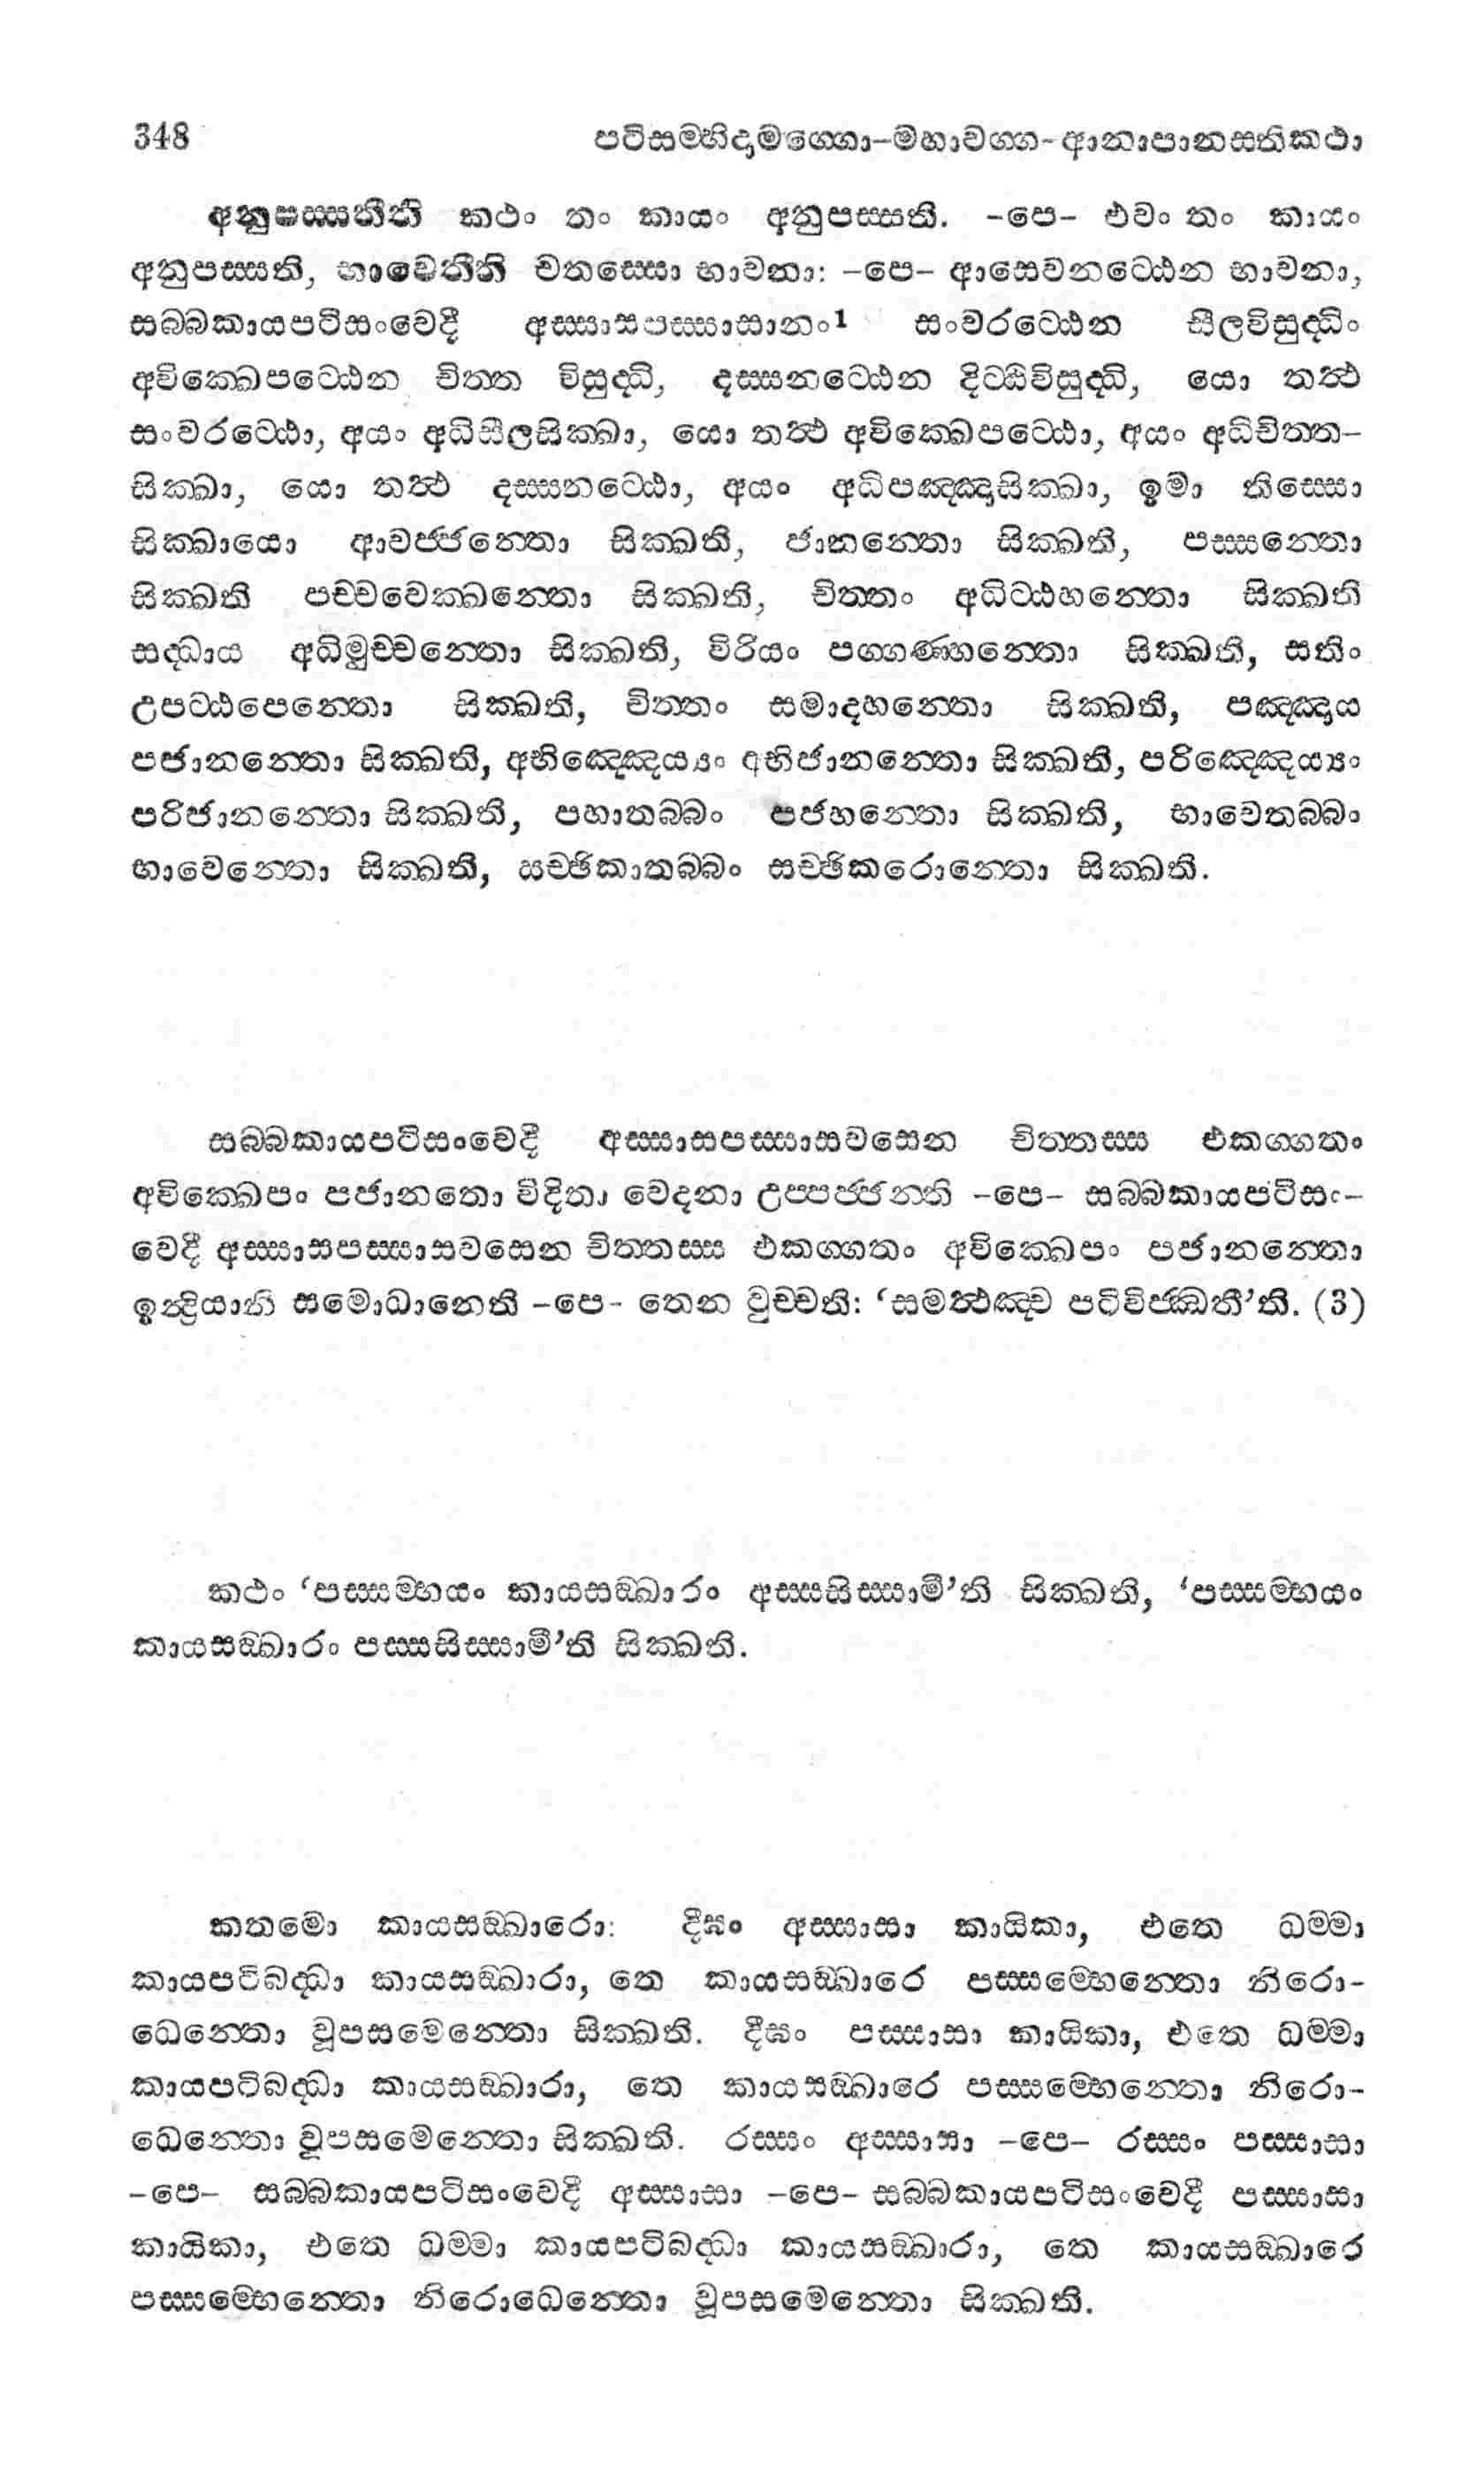 348 පටිසම්භිදාමග්ගො-මහාවග්ග-ආනාපානසතිකථා
අනුපස්සතීති කථං තං කායං අනුපස්සති. -පෙ- එවං තං කායං
අනුපස්සති, භාවෙතීති චතස්සො භාවනා: -පෙ- ආසෙවනට්ඨෙන භාවනා,
සබ්බකායපටිසංවෙදී අස්සාසපස්සාසානං1 සංවරට්ඨෙන සීලවිසුද්ධිං
අවික්ඛෙපට්ඨෙන චිත්ත විසුද්ධි, දස්සනට්ඨෙන දිට්ඨිවිසුද්ධි, යො තත්‍ථ
සංවරට්ඨො, අයං අධිසීලසික්ඛා, යො තත්‍ථ අවික්ඛෙපට්ඨො, අයං අධිචිත්ත-
සික්ඛා, යො තත්‍ථ දස්සනට්ඨො, අයං අධිපඤ්ඤාසික්ඛා, ඉමා තිස්සො
සික්ඛායො ආවජ්ජන්තො සික්ඛති, ජානන්තො සික්ඛති, පස්සන්තො
සික්ඛති පච්චවෙක්ඛන්තො සික්ඛති, චිත්තං අධිට්ඨහන්තො සික්ඛති
සද්ධාය අධිමුච්චන්තො සික්ඛති, විරියං පග්ගණ්හන්තො සික්ඛති, සතිං
උපට්ඨපෙන්තො සික්ඛති, චිත්තං සමාදහන්තො සික්ඛති, පඤ්ඤාය
පජානන්තො සික්ඛති, අභිඤ්ඤෙය්‍යං අභිජානන්තො සික්ඛති, පරිඤ්ඤෙය්‍යං
පරිජානන්තො සික්ඛති, පහාතබ්බං පජහන්තො සික්ඛති, භාවෙතබ්බං
භාවෙන්තො සික්ඛති, සච්ඡිකාතබ්බං සච්ඡිකරොන්තො සික්ඛති.
සබ්බකායපටිසංවෙදී අස්සාසපස්සාසවසෙන චිත්තස්ස එකග්ගතං
අවික්ඛෙපං පජානතො විදිතා වෙදනා උප්පජ්ජන්ති -පෙ- සබ්බකායපටිසං-
වෙදී අස්සාසපස්සාසවසෙන චිත්තස්ස එකග්ගතං අවික්ඛෙපං පජානන්තො
ඉන්‍ද්‍රියානි සමොධානෙති -පෙ- තෙන වුච්චති: ‘සමත්‍ථඤ්ච පටිවිජ්ඣතී’ති. (3)
කථං ‘පස්සම්භයං කායසඞ්ඛාරං අස්සසිස්සාමී’ති සික්ඛති, ‘පස්සම්භයං
කායසඞ්ඛාරං පස්සසිස්සාමී’ති සික්ඛති.
කතමො කායසඞ්ඛාරො: දීඝං අස්සාසා කායිකා, එතෙ ධම්මා
කායපටිබද්ධා කායසඞ්ඛාරා, තෙ කායසඞ්ඛාරෙ පස්සම්භෙන්තො නිරො-
ධෙන්තො වූපසමෙන්තො සික්ඛති. දීඝං පස්සාසා කායිකා, එතෙ ධම්මා
කායපටිබද්ධා කායසඞ්ඛාරා, තෙ කායසඞ්ඛාරෙ පස්සම්භෙන්තො නිරො-
ධෙන්තො වූපසමෙන්තො සික්ඛති. රස්සං අස්සාසා -පෙ- රස්සං පස්සාසා
-පෙ- සබ්බකායපටිසංවෙදී අස්සාසා -පෙ- සබ්බකායපටිසංවෙදී පස්සාසා
කායිකා, එතෙ ධම්මා කායපටිබද්ධා කායසඞ්ඛාරා, තෙ කායසඞ්ඛාරෙ
පස්සම්භෙන්තො නිරොධෙන්තො වූපසමෙන්තො සික්ඛති.